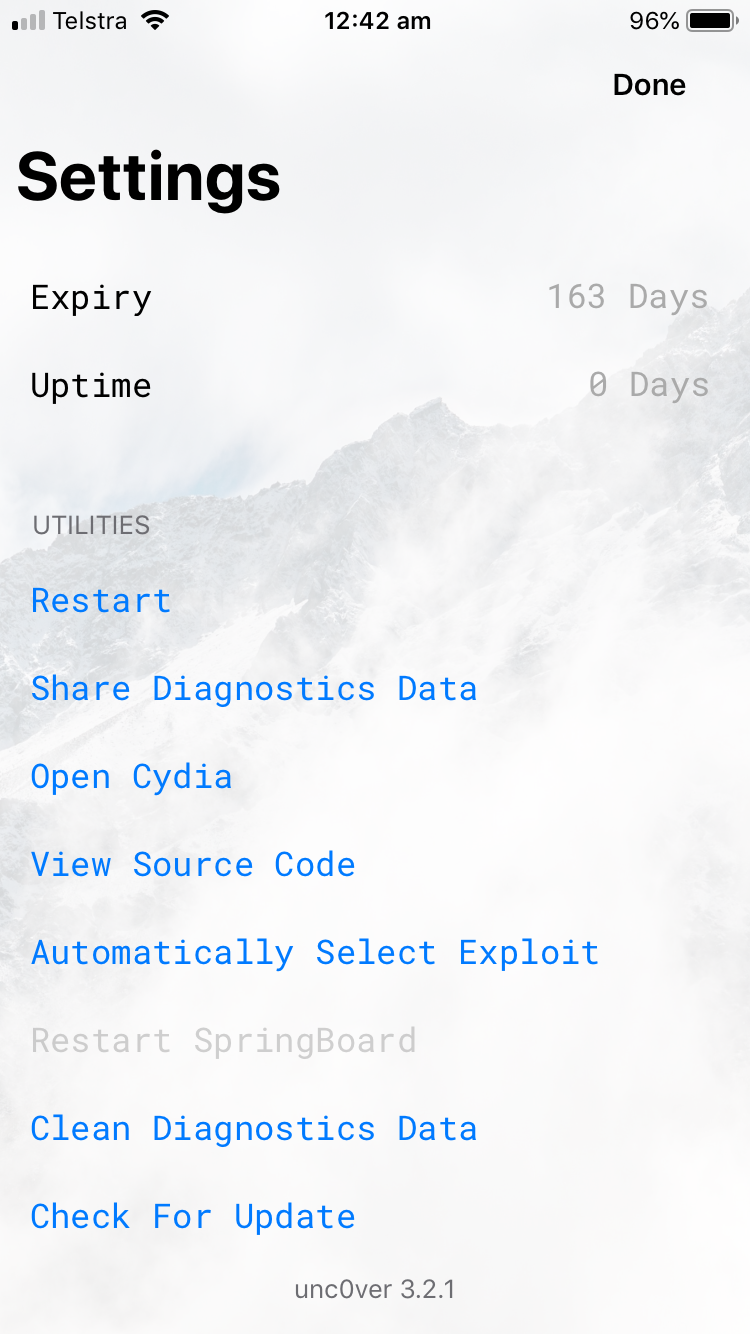 Telstra 12:42 am 96%
Done
Settings
Expiry 163 Days
Uptime 0 Days
UTILITIES
Restart
Share Diagnostics Data
Open Cydia
View Source Code
Automatically Select Exploit
Restart SpringBoard
Clean Diagnostics Data
Check For Update
unc0ver 3.2.1